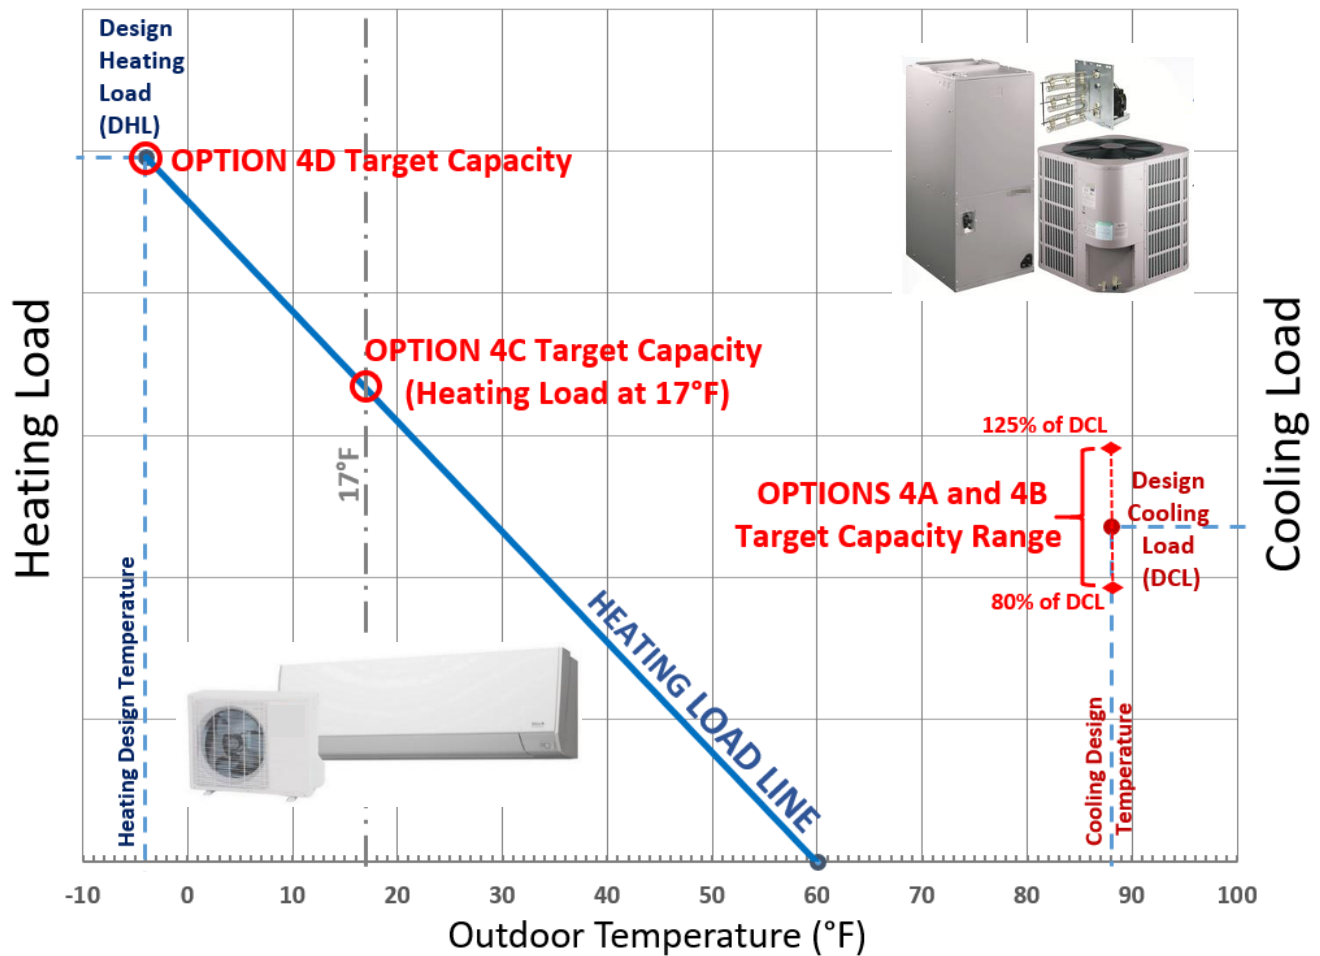 Design
Heating
Load
(DHL)
OPTION 4D Target Capacity
OPTION 4C Target Capacity
(Heating Load at 17°F)
17°F
Heating Load
Cooling Load
125% of DCL
OPTIONS 4A and 4B
Target Capacity Range
Design
Cooling
Load
(DCL)
80% of DCL
HEATING LOAD LINE
Heating Design Temperature
Cooling Design
Temperature
-10 0 10 20 30 40 50 60 70 80 90 100
Outdoor Temperature (°F)